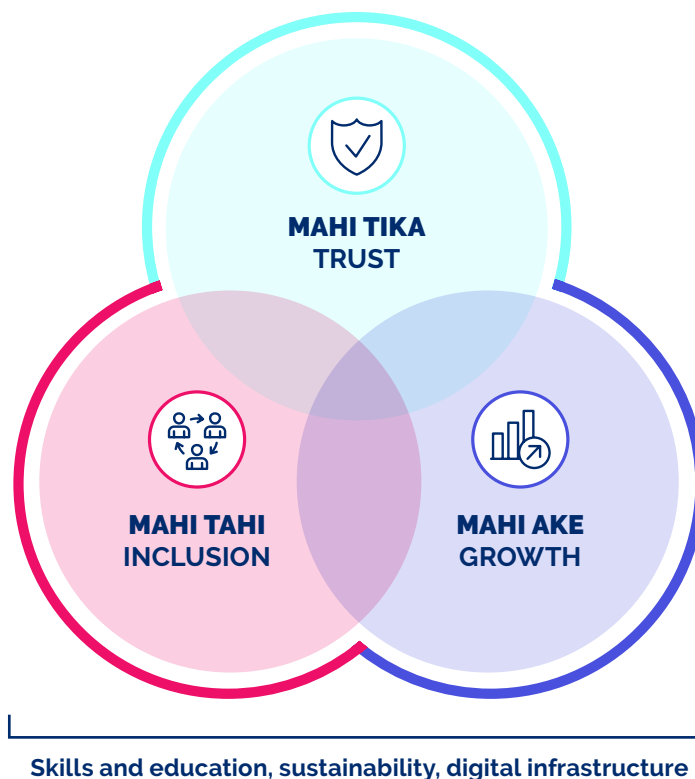 MAHI TIKA
TRUST
MAHI TAHI
INCLUSION
MAHI AKE
GROWTH
Skills and education, sustainability, digital infrastructure